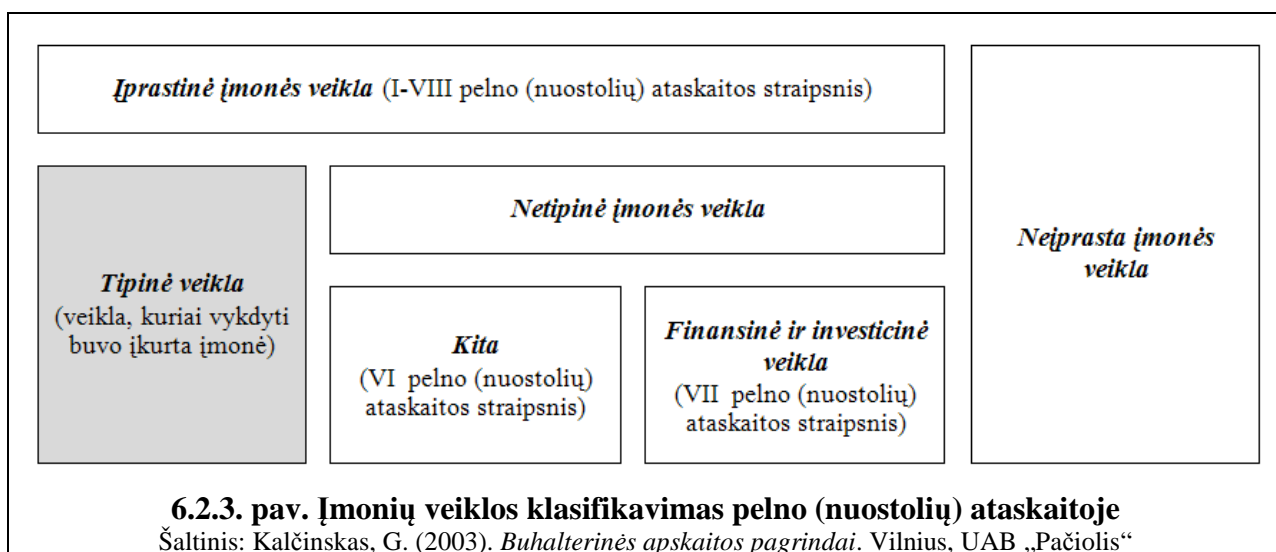 Įprastinė įmonės veikla (I-VIII pelno (nuostolių) ataskaitos straipsnis)
Tipinė veikla
(veikla, kuriai vykdyti
buvo įkurta įmonė)
Netipinė įmonės veikla
Kita
(VI pelno (nuostolių)
ataskaitos straipsnis)
Finansinė ir investicinė
veikla
(VII pelno (nuostolių)
ataskaitos straipsnis)
Neįprasta įmonės
veikla
6.2.3. pav. Įmonių veiklos klasifikavimas pelno (nuostolių) ataskaitoje
Šaltinis: Kalčinskas, G. (2003). Buhalterinės apskaitos pagrindai. Vilnius, UAB „Pačiolis“